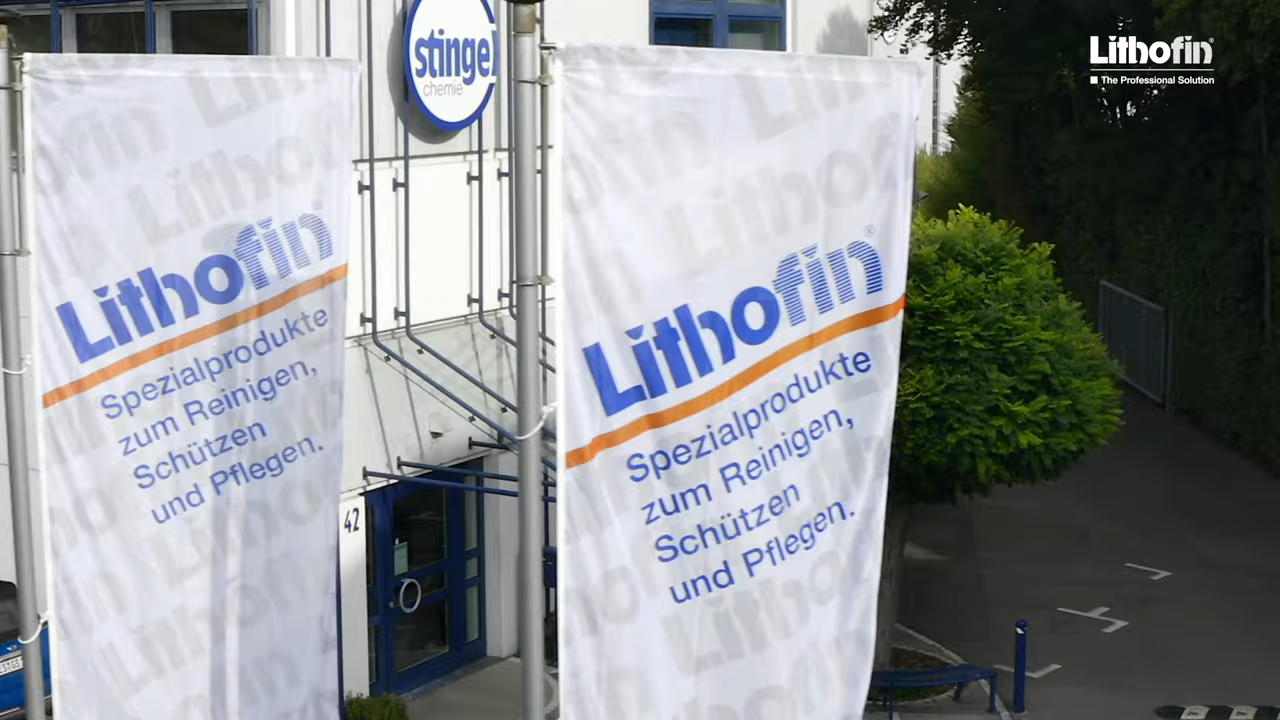 stingel
chemie
Lithofin®
The Professional Solution
Lithofin
Spezialprodukte
zum Reinigen,
Schützen
und Pflegen.
Lithofin®
Spezialprodukte
zum Reinigen,
Schützen
und Pflegen.
42